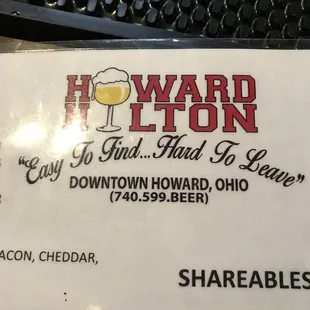 HOWARD
HILTON
"Easy To Find...Hard To Leave"
DOWNTOWN HOWARD, OHIO
(740.599.BEER)
ACON, CHEDDAR,
SHAREABLES